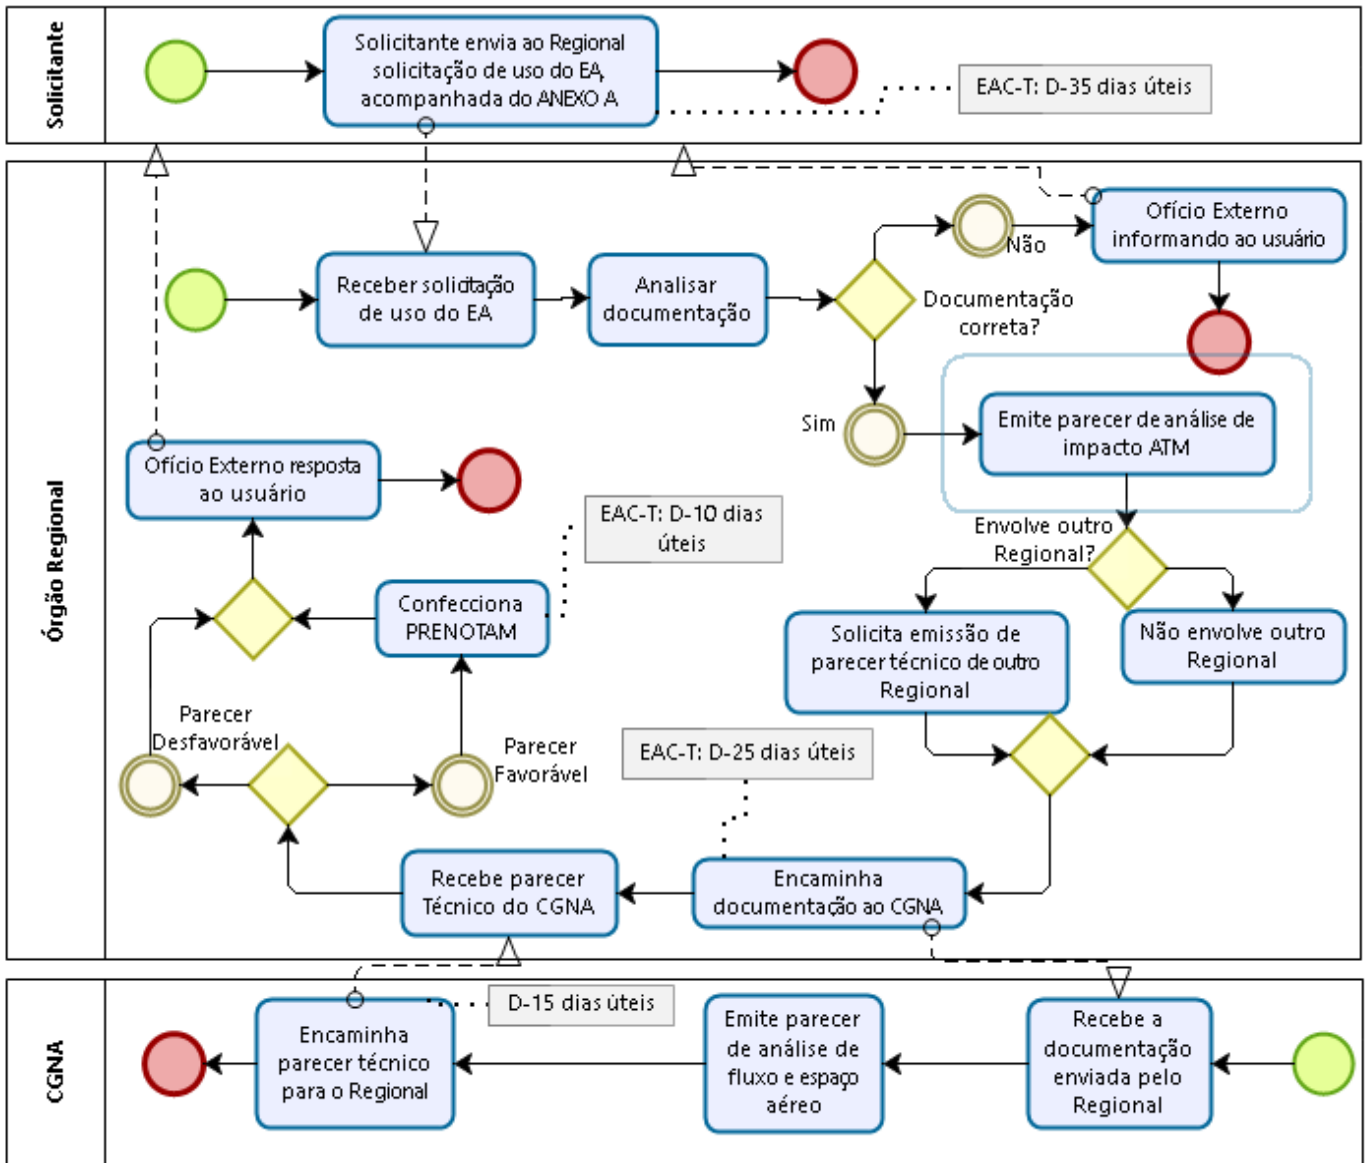 Solicitante
Solicitante envia ao Regional
solicitação de uso do EA,
acompanhada do ANEXO A
EAC-T: D-35 dias úteis
Órgão Regional
Receber solicitação
de uso do EA
Analisar
documentação
Documentação
correta?
Não
Ofício Externo
informando ao usuário
Sim
Emite parecer de análise de
impacto ATM
Envolve outro
Regional?
Solicita emissão de
parecer técnico de outro
Regional
Não envolve outro
Regional
Ofício Externo resposta
ao usuário
EAC-T: D-10 dias
úteis
Confecciona
PRENOTAM
Parecer
Desfavorável
Parecer
Favorável
EAC-T: D-25 dias úteis
Recebe parecer
Técnico do CGNA
Encaminha
documentação ao CGNA
CGNA
Encaminha
parecer técnico
para o Regional
D-15 dias úteis
Emite parecer
de análise de
fluxo e espaço
aéreo
Recebe a
documentação
enviada pelo
Regional